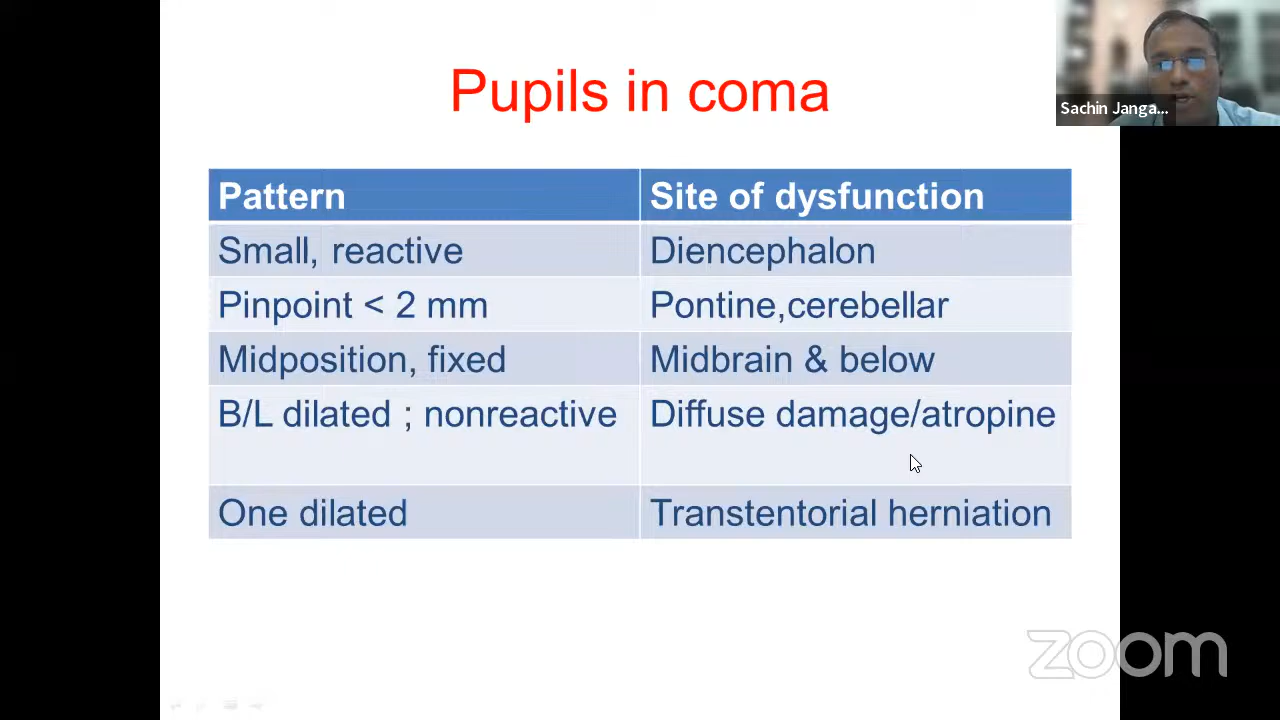 Pupils in coma
Sachin Janga...
Pattern Site of dysfunction
Small, reactive Diencephalon
Pinpoint < 2 mm Pontine,cerebellar
Midposition, fixed Midbrain & below
B/L dilated ; nonreactive Diffuse damage/atropine
One dilated Transtentorial herniation
zoom